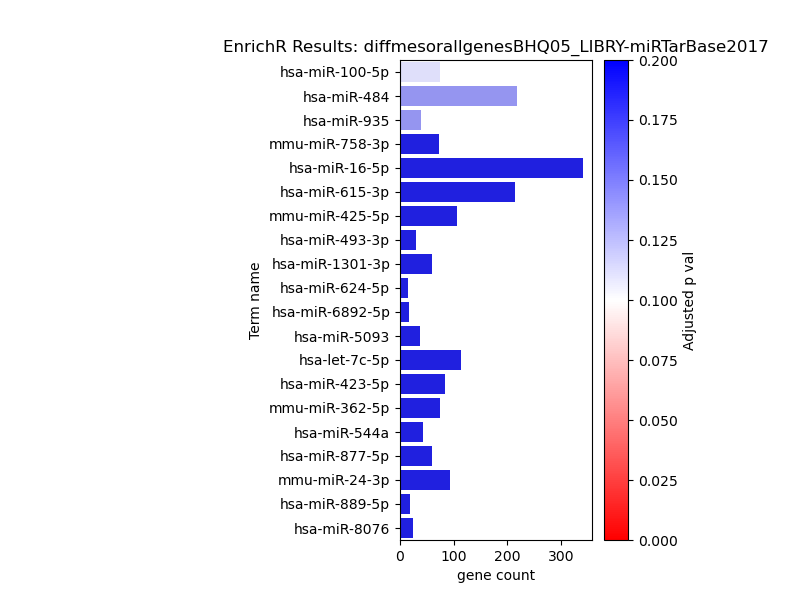 EnrichR Results: diffmesorallgenesBHQ05_LIBRY-miRTarBase2017
hsa-miR-100-5p
hsa-miR-484
hsa-miR-935
mmu-miR-758-3p
hsa-miR-16-5p
hsa-miR-615-3p
mmu-miR-425-5p
hsa-miR-493-3p
hsa-miR-1301-3p
hsa-miR-624-5p
hsa-miR-6892-5p
hsa-miR-5093
hsa-let-7c-5p
hsa-miR-423-5p
mmu-miR-362-5p
hsa-miR-544a
hsa-miR-877-5p
mmu-miR-24-3p
hsa-miR-889-5p
hsa-miR-8076
Term name
0 100 200 300
gene count
0.200
0.175
0.150
0.125
0.100
0.075
0.050
0.025
0.000
Adjusted p val